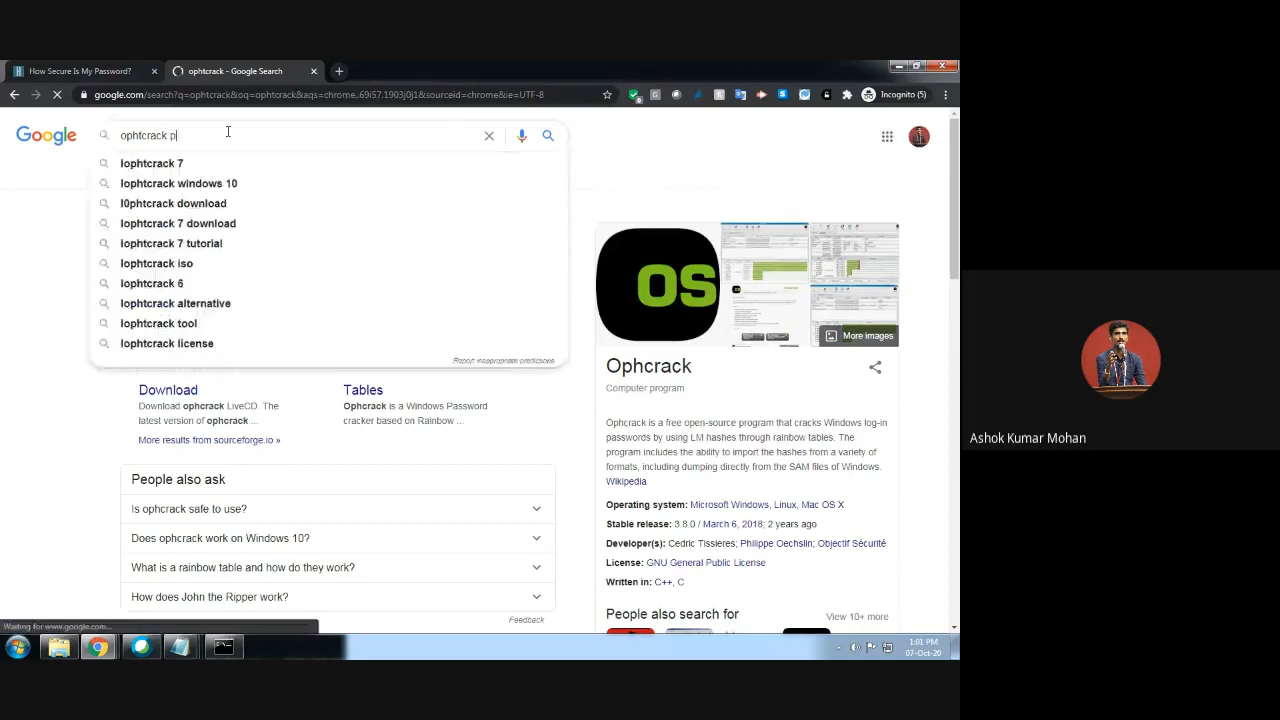 How Secure Is My Password?
ophtcrack - Google Search
google.com/search?q=ophtcrack&oq=ophtcrack&aqs=chrome..69i57.1903j0j1&sourceid=chrome&ie=UTF-8
Incognito (5)
Google
ophtcrack p
lophtcrack 7
lophtcrack windows 10
l0phtcrack download
lophtcrack 7 download
lophtcrack 7 tutorial
lophtcrack iso
lophtcrack 6
lophtcrack alternative
lophtcrack tool
lophtcrack license
Report inappropriate predictions
Download
Download ophcrack LiveCD. The
latest version of ophcrack ...
More results from sourceforge.io »
Tables
Ophcrack is a Windows Password
cracker based on Rainbow ...
People also ask
Is ophcrack safe to use?
Does ophcrack work on Windows 10?
What is a rainbow table and how do they work?
How does John the Ripper work?
Feedback
OS
More images
Ophcrack
Computer program
Ophcrack is a free open-source program that cracks Windows log-in
passwords by using LM hashes through rainbow tables. The
program includes the ability to import the hashes from a variety of
formats, including dumping directly from the SAM files of Windows.
Wikipedia
Operating system: Microsoft Windows, Linux, Mac OS X
Stable release: 3.8.0 / March 6, 2018; 2 years ago
Developer(s): Cedric Tissieres; Philippe Oechslin; Objectif Sécurité
License: GNU General Public License
Written in: C++, C
People also search for
View 10+ more
Waiting for www.google.com...
1:01 PM
07-Oct-20
Ashok Kumar Mohan